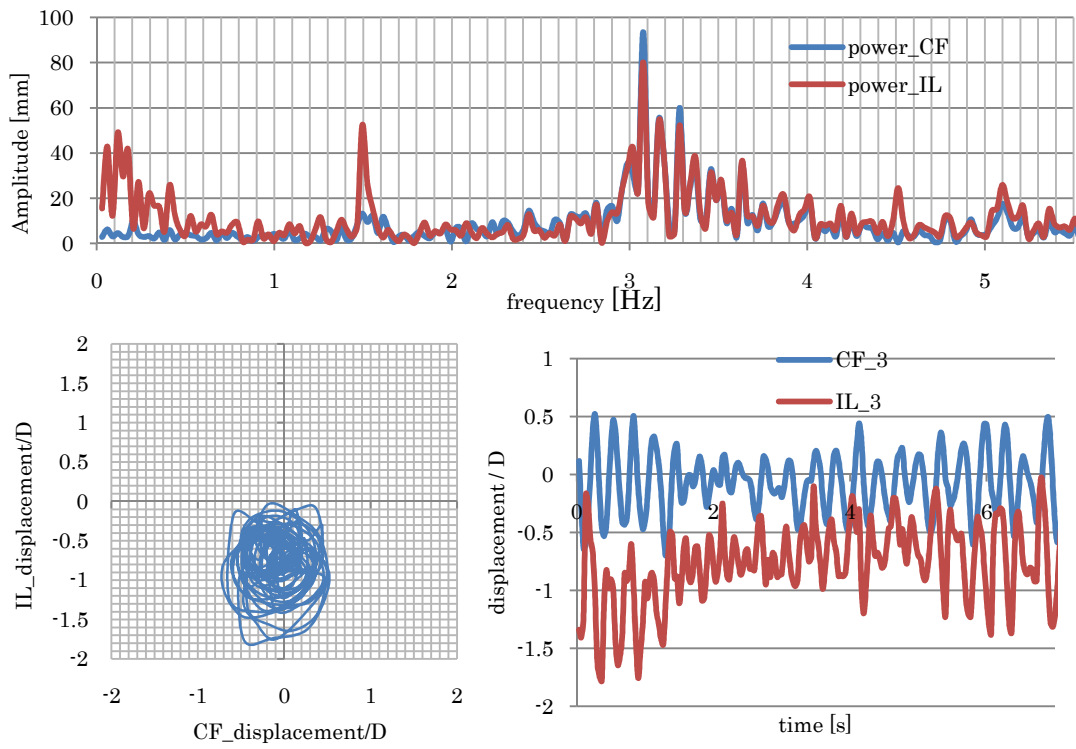 100
80
60
40
20
0
Amplitude [mm]
power_CF
power_IL
0 1 2 3 4 5
frequency [Hz]
2
1.5
1
0.5
0
-0.5
-1
-1.5
-2
IL_displacement/D
-2 -1 0 1 2
CF_displacement/D
1
0.5
0
-0.5
-1
-1.5
-2
displacement / D
CF_3
IL_3
0 2 4 6
time [s]